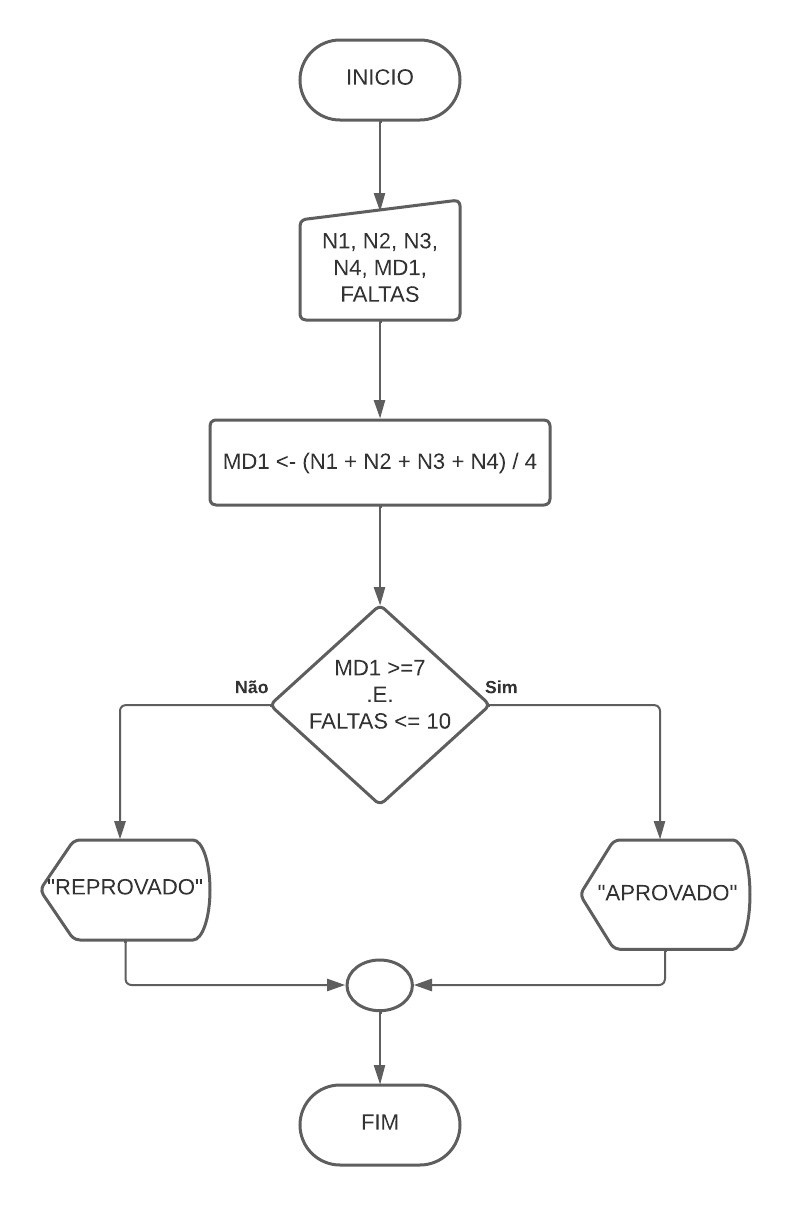 INICIO
N1, N2, N3,
N4, MD1,
FALTAS
MD1 <- (N1 + N2 + N3 + N4) / 4
MD1 >=7
.E.
FALTAS <= 10
Não
Sim
"REPROVADO"
"APROVADO"
FIM